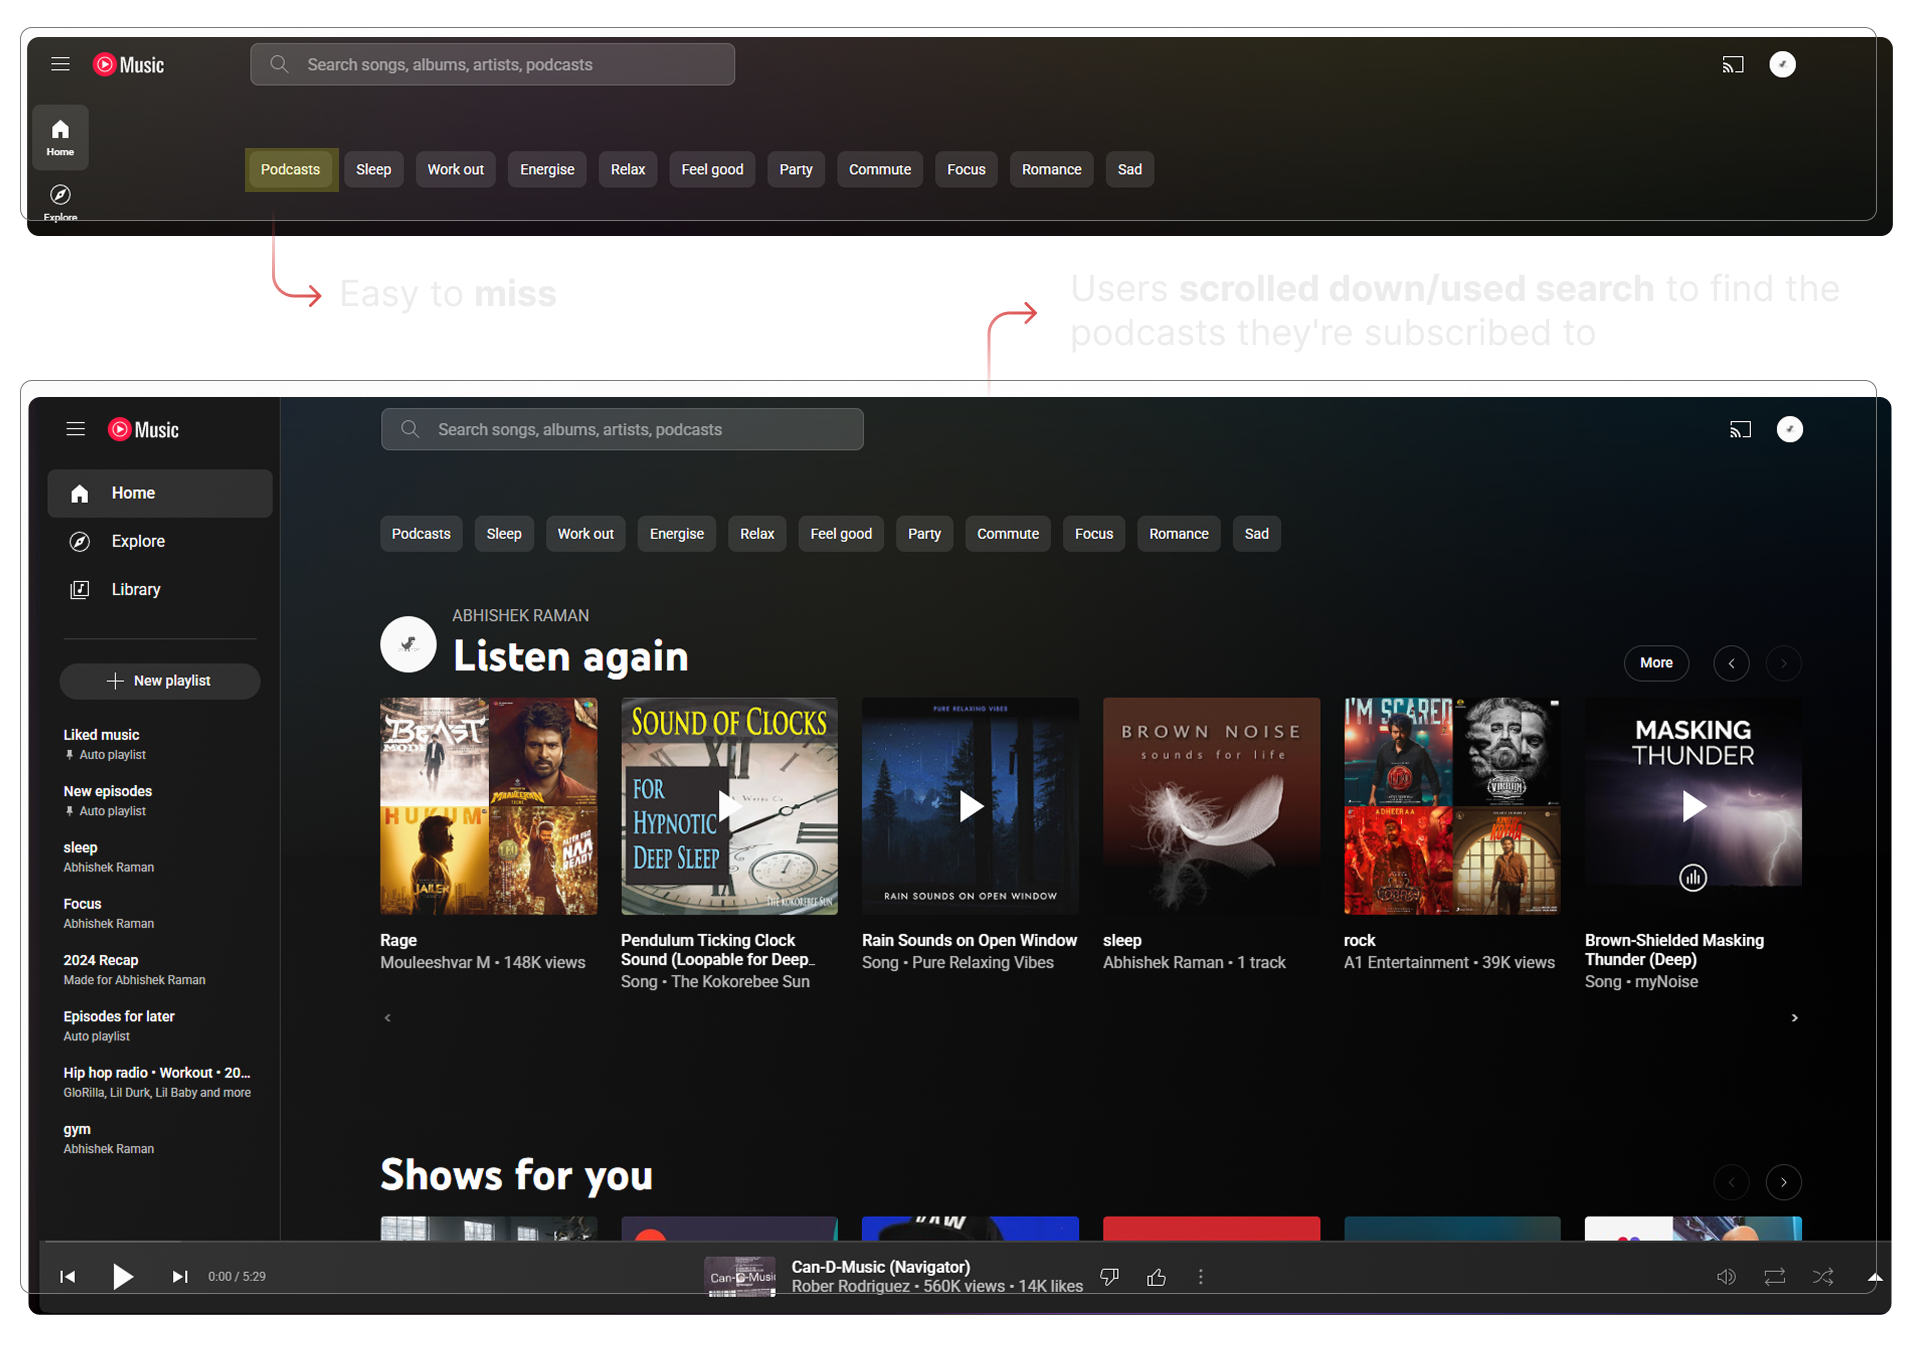 Music
Search songs, albums, artists, podcasts
Home
Explore
Podcasts
Sleep
Work out
Energise
Relax
Feel good
Party
Commute
Focus
Romance
Sad
Easy to miss
Users scrolled down/used search to find the
podcasts they're subscribed to
Music
Search songs, albums, artists, podcasts
Home
Explore
Library
New playlist
Liked music
Auto playlist
New episodes
Auto playlist
sleep
Abhishek Raman
Focus
Abhishek Raman
2024 Recap
Made for Abhishek Raman
Episodes for later
Auto playlist
Hip hop radio • Workout • 20...
GloRilla, Lil Durk, Lil Baby and more
gym
Abhishek Raman
Podcasts
Sleep
Work out
Energise
Relax
Feel good
Party
Commute
Focus
Romance
Sad
ABHISHEK RAMAN
Listen again
More
BEAST
MODE
MAAVEERAN
HUKUM
JAILER
NAA
READY
Rage
Mouleeshvar M • 148K views
SOUND OF CLOCKS
FOR
HYPNOTIC
DEEP SLEEP
THE KOKOREBEE SUN
Pendulum Ticking Clock
Sound (Loopable for Deep...
Song • The Kokorebee Sun
PURE RELAXING VIBES
RAIN SOUNDS ON OPEN WINDOW
Rain Sounds on Open Window
Song • Pure Relaxing Vibes
BROWN NOISE
sounds for life
sleep
Abhishek Raman • 1 track
I'M SCARED
VIKRAM
ADHEERAA
rock
A1 Entertainment • 39K views
MASKING
THUNDER
Brown-Shielded Masking
Thunder (Deep)
Song • myNoise
Shows for you
0:00 / 5:29
Can-D-Music
Can-D-Music (Navigator)
Rober Rodriguez • 560K views • 14K likes